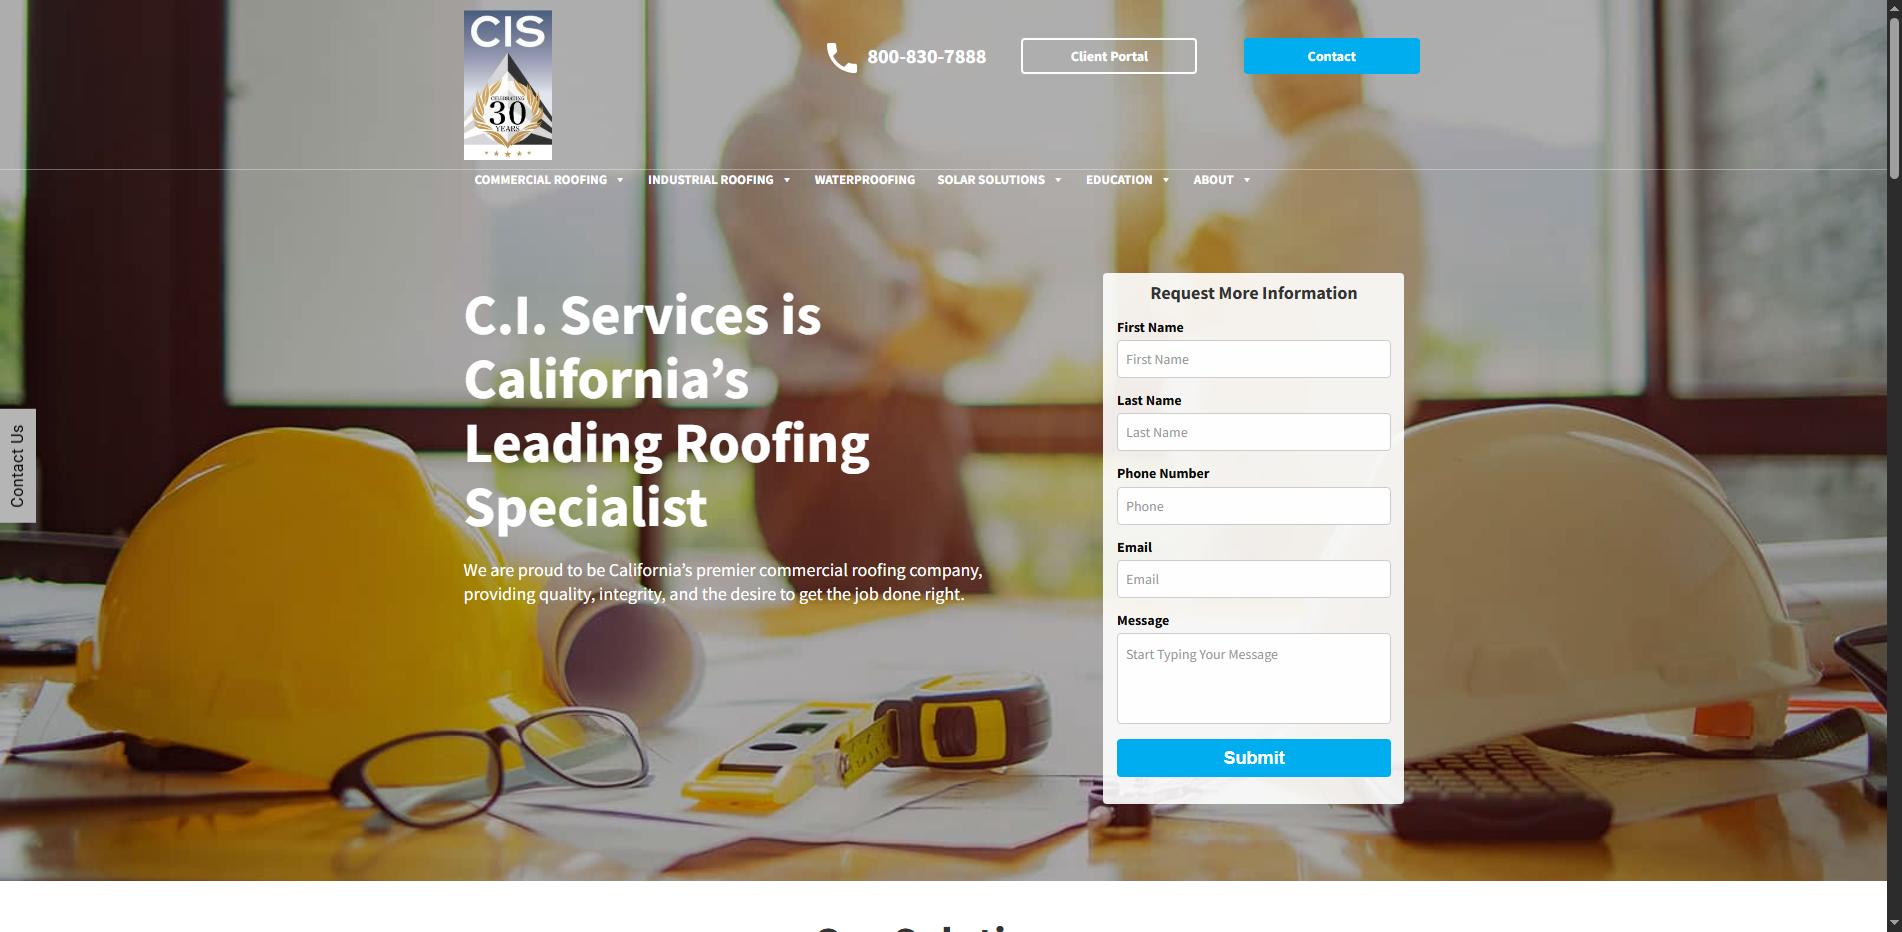 CIS
CELEBRATING
30
YEARS
800-830-7888
Client Portal
Contact
COMMERCIAL ROOFING
INDUSTRIAL ROOFING
WATERPROOFING
SOLAR SOLUTIONS
EDUCATION
ABOUT
C.I. Services is
California’s
Leading Roofing
Specialist
We are proud to be California’s premier commercial roofing company,
providing quality, integrity, and the desire to get the job done right.
Request More Information
First Name
First Name
Last Name
Last Name
Phone Number
Phone
Email
Email
Message
Start Typing Your Message
Submit
Contact Us